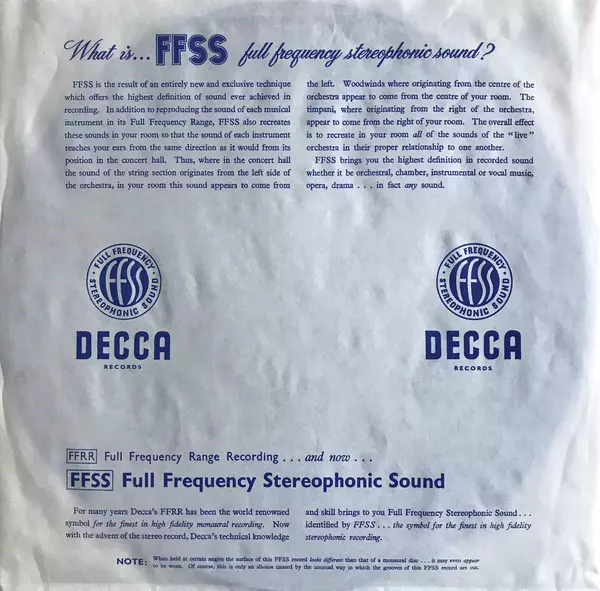 What is... FFSS full frequency stereophonic sound?
FFSS is the result of an entirely new and exclusive technique
which offers the highest definition of sound ever achieved in
recording. In addition to reproducing the sound of each musical
instrument in its Full Frequency Range, FFSS also recreates
these sounds in your room so that the sound of each instrument
reaches your ears from the same direction as it would from its
position in the concert hall. Thus, where in the concert hall
the sound of the string section originates from the left side of
the orchestra, in your room this sound appears to come from
the left. Woodwinds where originating from the centre of the
orchestra appear to come from the centre of your room. The
timpani, where originating from the right of the orchestra,
appear to come from the right of your room. The overall effect
is to recreate in your room all of the sounds of the "live"
orchestra in their proper relationship to one another.
FFSS brings you the highest definition in recorded sound
whether it be orchestral, chamber, instrumental or vocal music,
opera, drama . . . in fact any sound.
FULL FREQUENCY
FFSS
STEREOPHONIC SOUND
DECCA
RECORDS
FULL FREQUENCY
FFSS
STEREOPHONIC SOUND
DECCA
RECORDS
FFRR Full Frequency Range Recording . . . and now . . .
FFSS Full Frequency Stereophonic Sound
For many years Decca's FFRR has been the world renowned
symbol for the finest in high fidelity monaural recording. Now
with the advent of the stereo record, Decca's technical knowledge
and skill brings to you Full Frequency Stereophonic Sound . . .
identified by FFSS . . . the symbol for the finest in high fidelity
stereophonic recording.
NOTE: When held at certain angles the surface of this FFSS record looks different than that of a monaural disc . . . it may even appear
to be worn. Of course, this is only an illusion caused by the unusual way in which the grooves of this FFSS record are cut.